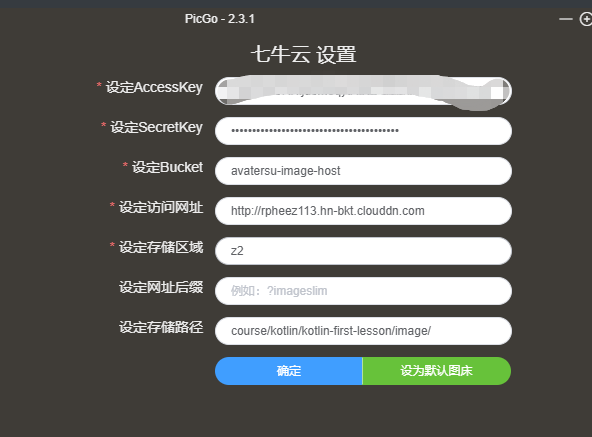 PicGo - 2.3.1
七牛云 设置
* 设定AccessKey
* 设定SecretKey
••••••••••••••••••••••••••••••••••••••••
* 设定Bucket
avatersu-image-host
* 设定访问网址
http://rpheez113.hn-bkt.clouddn.com
* 设定存储区域
z2
设定网址后缀
例如：?imageslim
设定存储路径
course/kotlin/kotlin-first-lesson/image/
确定
设为默认图床